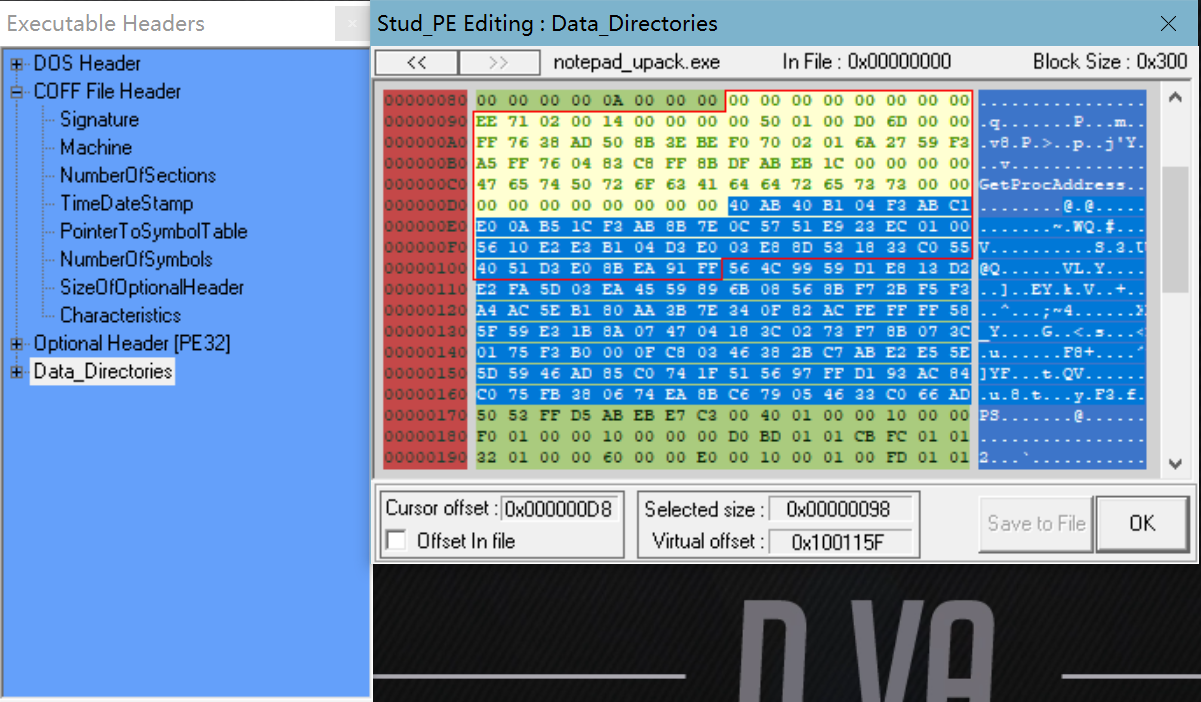 Executable Headers
DOS Header
COFF File Header
Signature
Machine
NumberOfSections
TimeDateStamp
PointerToSymbolTable
NumberOfSymbols
SizeOfOptionalHeader
Characteristics
Optional Header [PE32]
Data_Directories
Stud_PE Editing : Data_Directories
<< >> notepad_upack.exe In File : 0x00000000 Block Size : 0x300
00000080 00 00 00 00 0A 00 00 00 00 00 00 00 00 00 00 00 ................
00000090 EE 71 02 00 14 00 00 00 00 50 01 00 D0 6D 00 00 .q.......P...m..
000000A0 FF 76 38 AD 50 8B 3E BE F0 70 02 01 6A 27 59 F3 .v8.P.>..p..j'Y.
000000B0 A5 FF 76 04 83 C8 FF 8B DF AB EB 1C 00 00 00 00 ..v.............
000000C0 47 65 74 50 72 6F 63 41 64 64 72 65 73 73 00 00 GetProcAddress..
000000D0 00 00 00 00 00 00 00 00 40 AB 40 B1 04 F3 AB C1 ........@.@.....
000000E0 E0 0A B5 1C F3 AB 8B 7E 0C 57 51 E9 23 EC 01 00 .......~.WQ.#...
000000F0 56 10 E2 E3 B1 04 D3 E0 03 E8 8D 53 18 33 C0 55 V..........S.3.U
00000100 40 51 D3 E0 8B EA 91 FF 56 4C 99 59 D1 E8 13 D2 @Q......VL.Y....
00000110 E2 FA 5D 03 EA 45 59 89 6B 08 56 8B F7 2B F5 F3 ..]..EY.k.V..+..
00000120 A4 AC 5E B1 80 AA 3B 7E 34 0F 82 AC FE FF FF 58 ..^...;~4......X
00000130 5F 59 E3 1B 8A 07 47 04 18 3C 02 73 F7 8B 07 3C _Y....G..<.s...<
00000140 01 75 F3 B0 00 0F C8 03 46 38 2B C7 AB E2 E5 5E .u......F8+....^
00000150 5D 59 46 AD 85 C0 74 1F 51 56 97 FF D1 93 AC 84 ]YF...t.QV......
00000160 C0 75 FB 38 06 74 EA 8B C6 79 05 46 33 C0 66 AD .u.8.t...y.F3.f.
00000170 50 53 FF D5 AB EB E7 C3 00 40 01 00 00 10 00 00 PS.......@......
00000180 F0 01 00 00 10 00 00 00 D0 BD 01 01 CB FC 01 01 ................
00000190 32 01 00 00 60 00 00 E0 00 10 00 01 00 FD 01 01 2...`...........
Cursor offset : 0x000000D8
Offset In file
Selected size : 0x00000098
Virtual offset : 0x100115F
Save to File
OK
D.VA